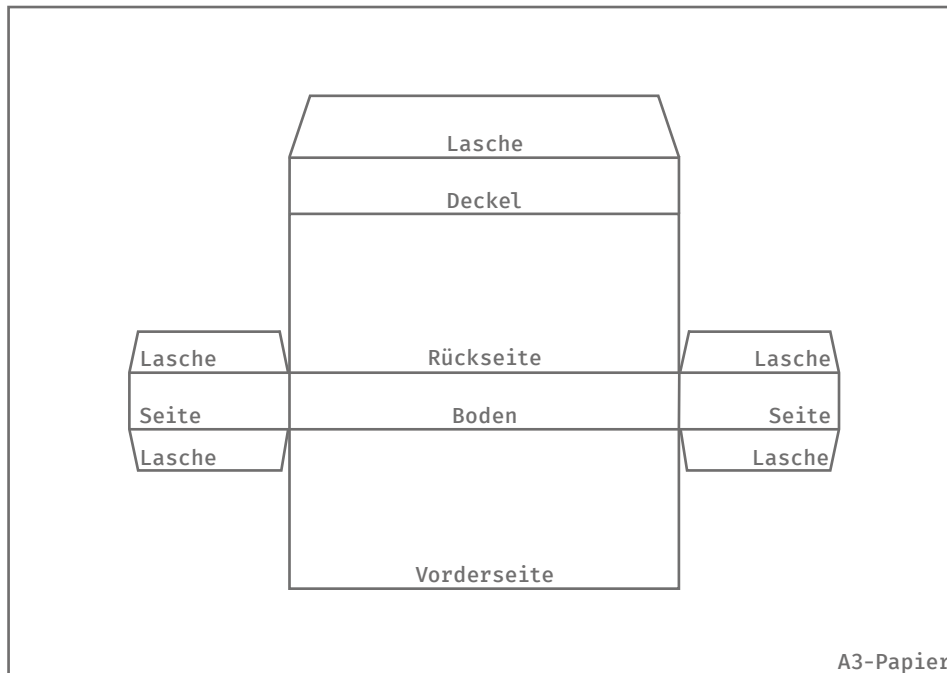 Lasche
Deckel
Lasche Rückseite Lasche
Seite Boden Seite
Lasche Lasche
Vorderseite
A3-Papier